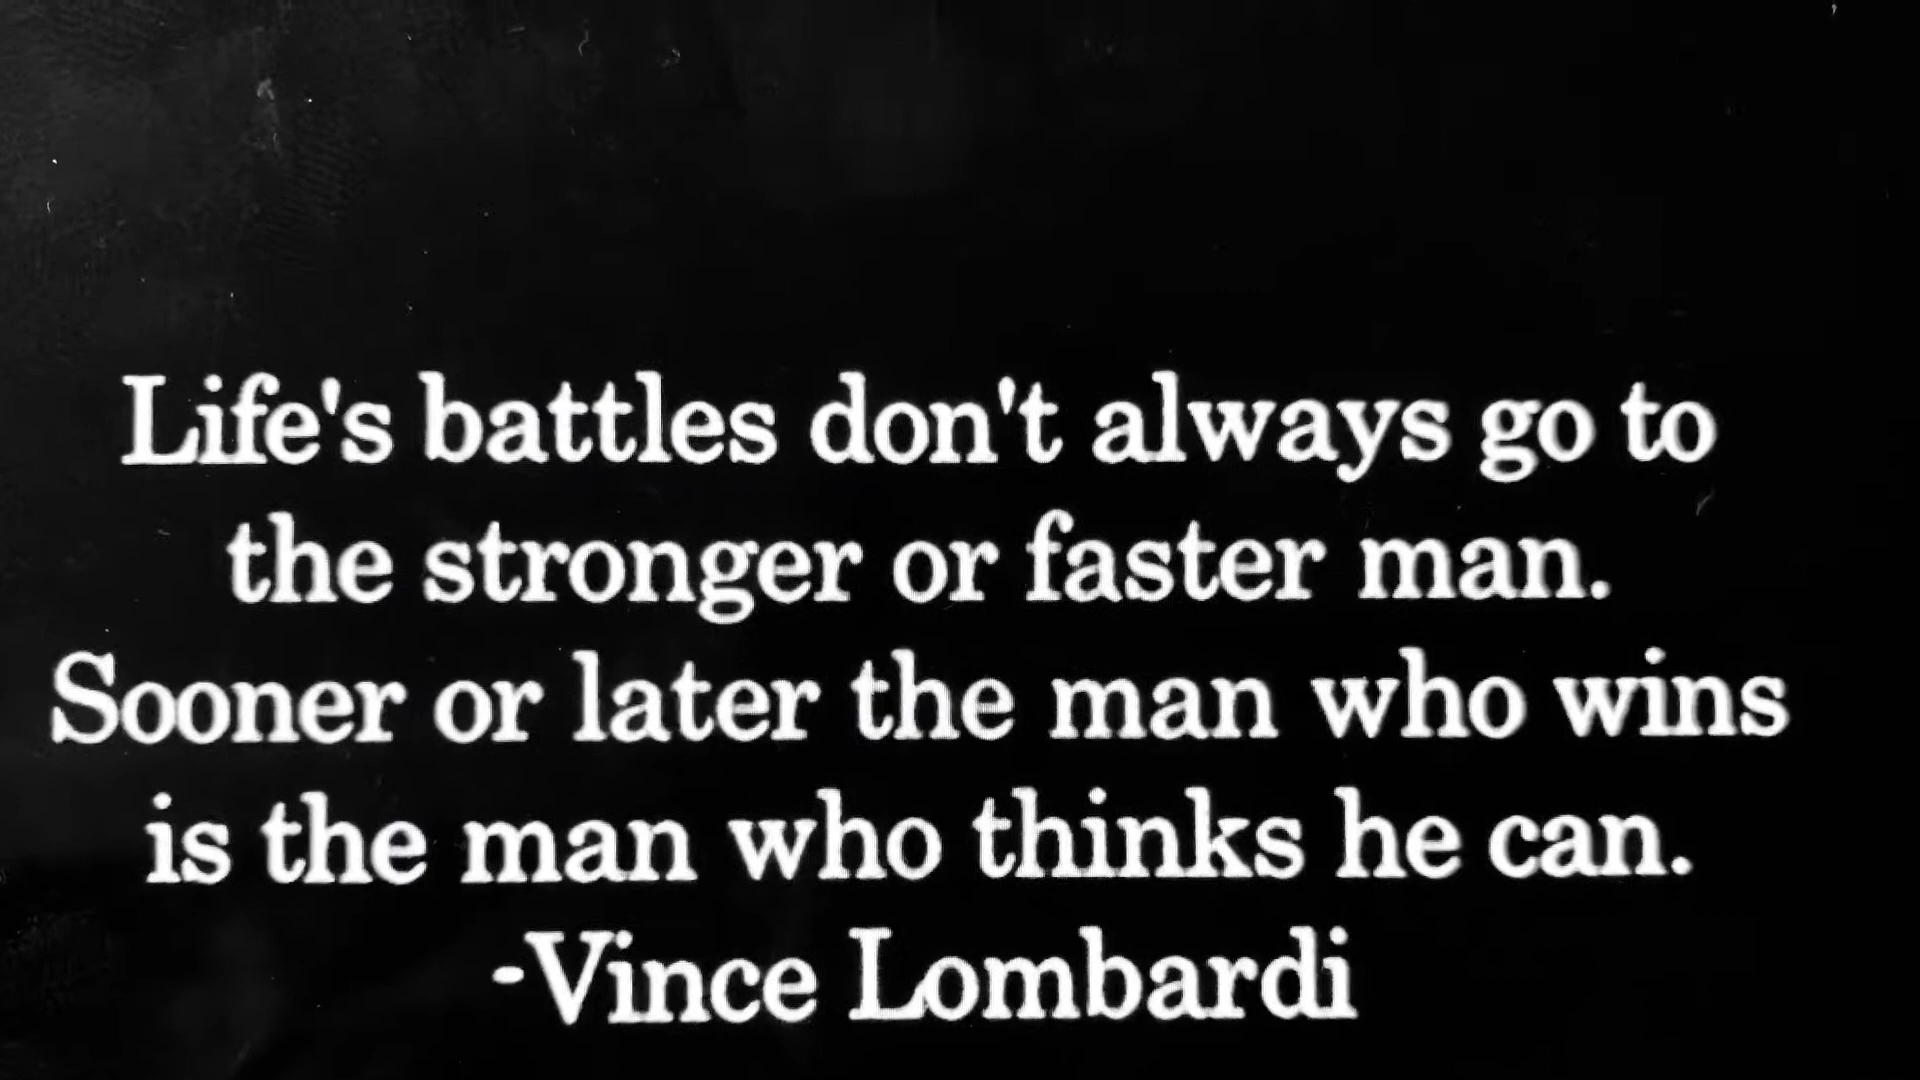 Life's battles don't always go to
the stronger or faster man.
Sooner or later the man who wins
is the man who thinks he can.
-Vince Lombardi